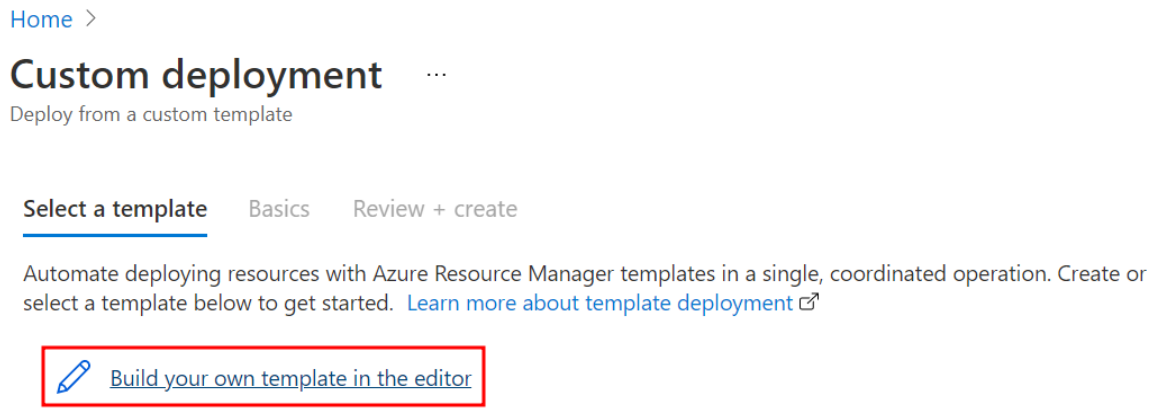 Home >
Custom deployment ...
Deploy from a custom template
Select a template Basics Review + create
Automate deploying resources with Azure Resource Manager templates in a single, coordinated operation. Create or
select a template below to get started. Learn more about template deployment
Build your own template in the editor